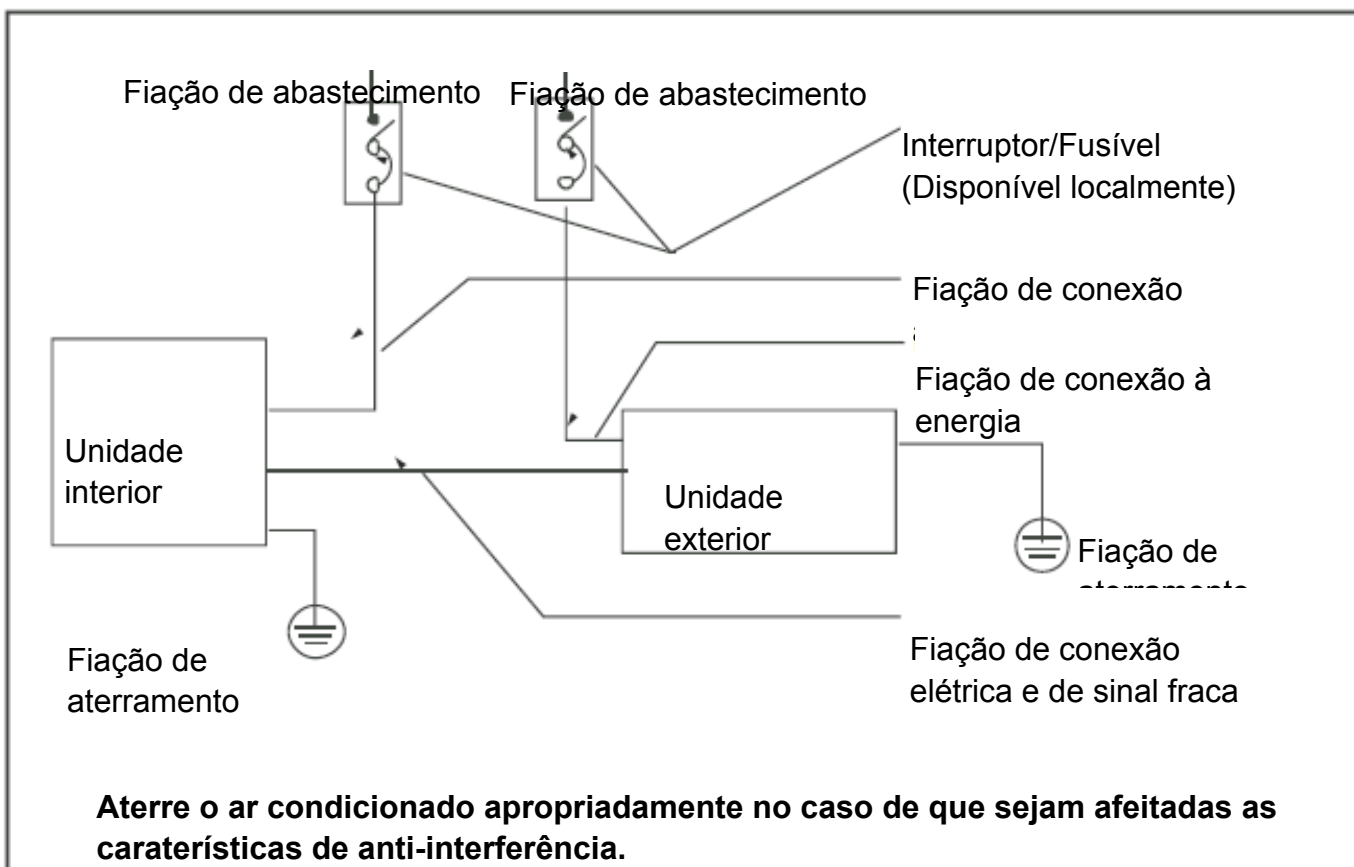 Fiação de abastecimento
Fiação de abastecimento
Interruptor/Fusível
(Disponível localmente)
Fiação de conexão
Fiação de conexão à
energia
Unidade
interior
Unidade
exterior
Fiação de
Fiação de
aterramento
Fiação de conexão
elétrica e de sinal fraca
Aterre o ar condicionado apropriadamente no caso de que sejam afeitadas as
caraterísticas de anti-interferência.